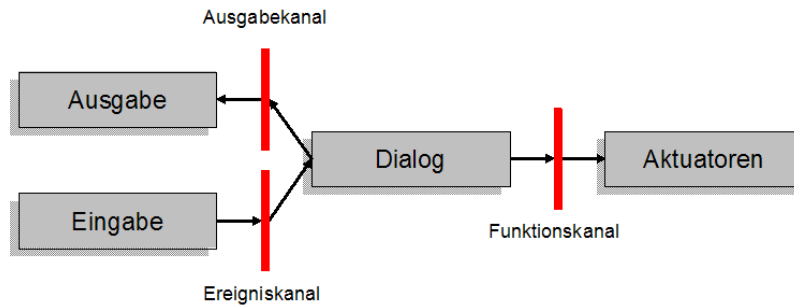 Ausgabekanal
Ausgabe
Dialog
Aktuatoren
Eingabe
Funktionskanal
Ereigniskanal